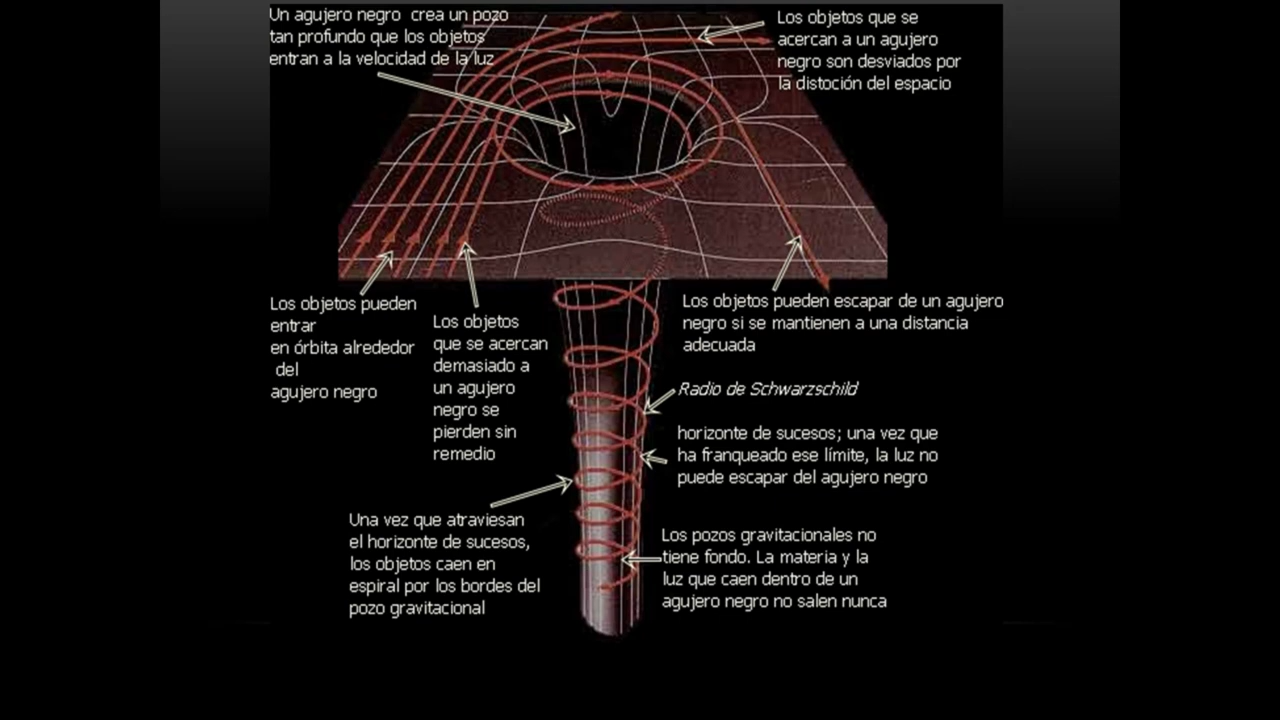 Un agujero negro crea un pozo
tan profundo que los objetos
entran a la velocidad de la luz
Los objetos que se
acercan a un agujero
negro son desviados por
la distoción del espacio
Los objetos pueden
entrar
en órbita alrededor
del
agujero negro
Los objetos
que se acercan
demasiado a
un agujero
negro se
pierden sin
remedio
Los objetos pueden escapar de un agujero
negro si se mantienen a una distancia
adecuada
Radio de Schwarzschild
horizonte de sucesos; una vez que
ha franqueado ese límite, la luz no
puede escapar del agujero negro
Una vez que atraviesan
el horizonte de sucesos,
los objetos caen en
espiral por los bordes del
pozo gravitacional
Los pozos gravitacionales no
tiene fondo. La materia y la
luz que caen dentro de un
agujero negro no salen nunca